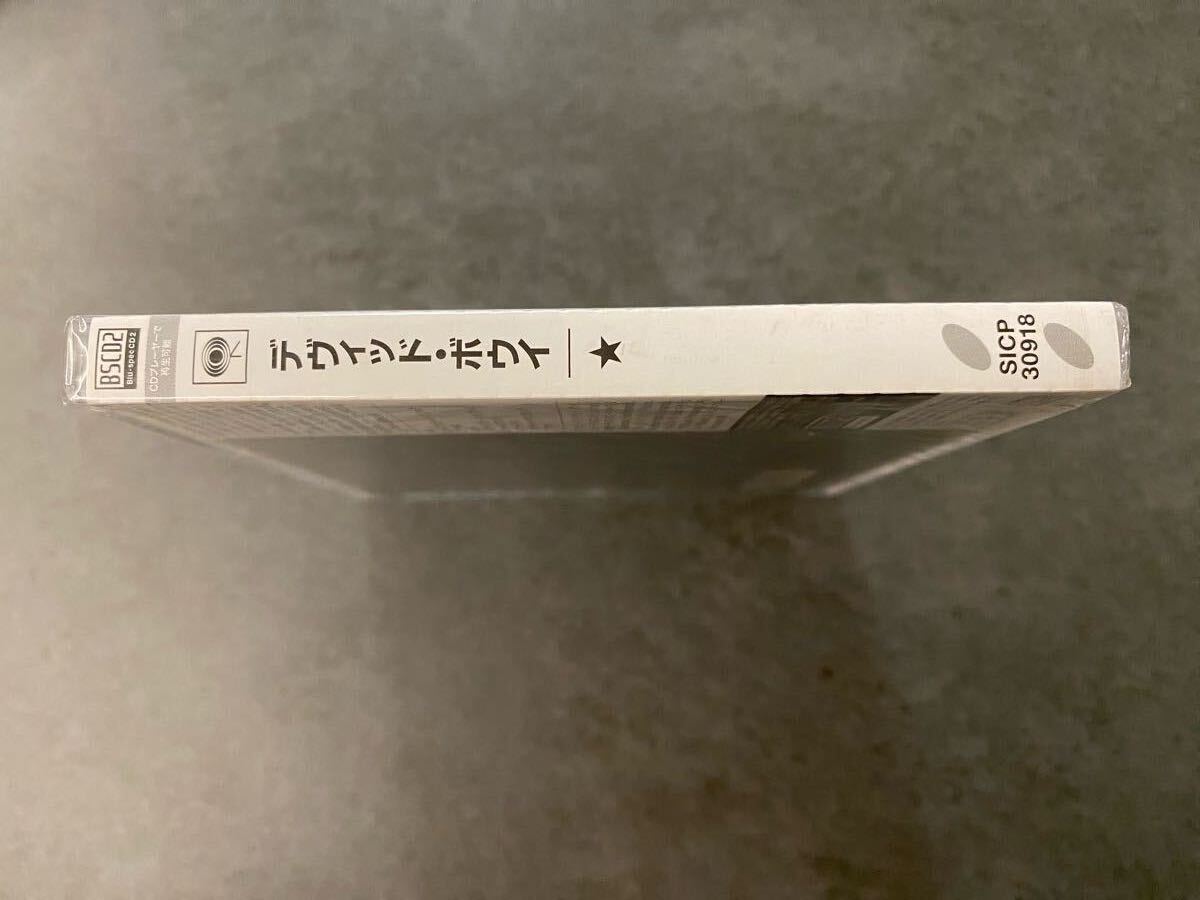 BSCD2
Blu-spec CD2
CDプレーヤーで
再生可能
デヴィッド・ボウイ
★
SICP
30918